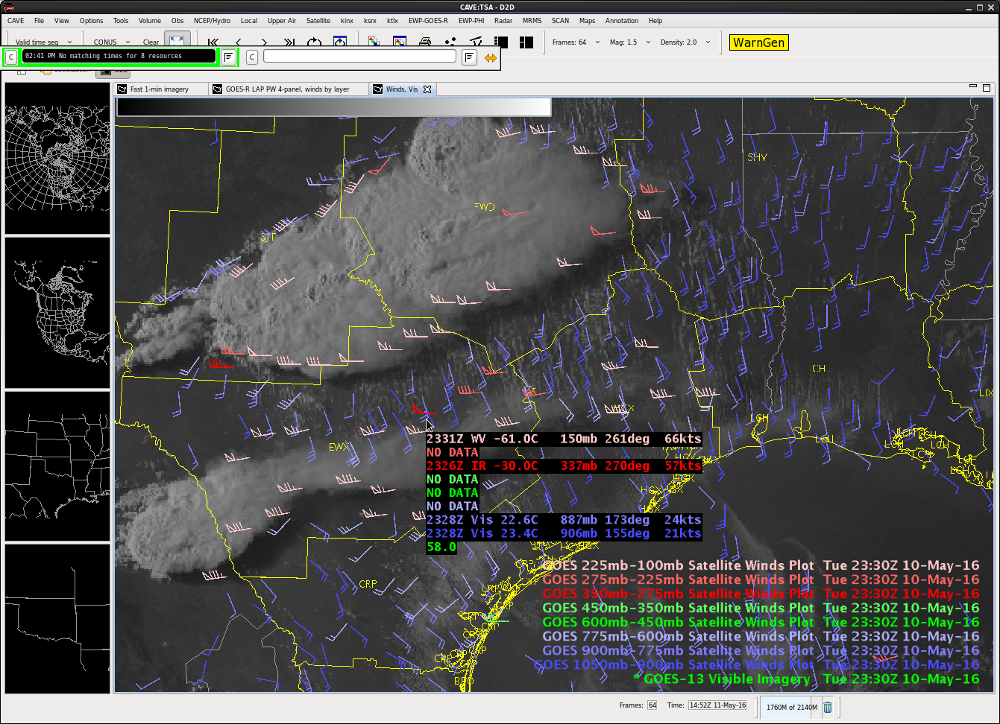 CAVE:TSA - D2D
CAVE File View Options Tools Volume Obs NCEP/Hydro Local Upper Air Satellite kinx ksrx ktlx EWP-GOES-R EWP-PHI Radar MRMS SCAN Maps Annotation Help
Valid time seq CONUS Clear Frames: 64 Mag: 1.5 Density: 2.0 WarnGen
C 02:41 PM No matching times for 8 resources C
D2D
Fast 1-min imagery GOES-R LAP PW 4-panel, winds by layer Winds, Vis
SHV
FWD
SJT
CH
LIX
HGX
LCH
LCH
EWX
2331Z WV -61.0C 150mb 261deg 66kts
NO DATA
2326Z IR -30.0C 337mb 270deg 57kts
NO DATA
NO DATA
NO DATA
2328Z Vis 22.6C 887mb 173deg 24kts
2328Z Vis 23.4C 906mb 155deg 21kts
58.0
CRP
GOES 225mb-100mb Satellite Winds Plot Tue 23:30Z 10-May-16
GOES 275mb-225mb Satellite Winds Plot Tue 23:30Z 10-May-16
GOES 350mb-275mb Satellite Winds Plot Tue 23:30Z 10-May-16
GOES 450mb-350mb Satellite Winds Plot Tue 23:30Z 10-May-16
GOES 600mb-450mb Satellite Winds Plot Tue 23:30Z 10-May-16
GOES 775mb-600mb Satellite Winds Plot Tue 23:30Z 10-May-16
GOES 900mb-775mb Satellite Winds Plot Tue 23:30Z 10-May-16
GOES 1050mb-900mb Satellite Winds Plot Tue 23:30Z 10-May-16
* GOES-13 Visible Imagery Tue 23:30Z 10-May-16
BRO
Frames: 64 Time: 14:52Z 11-May-16 1760M of 2140M